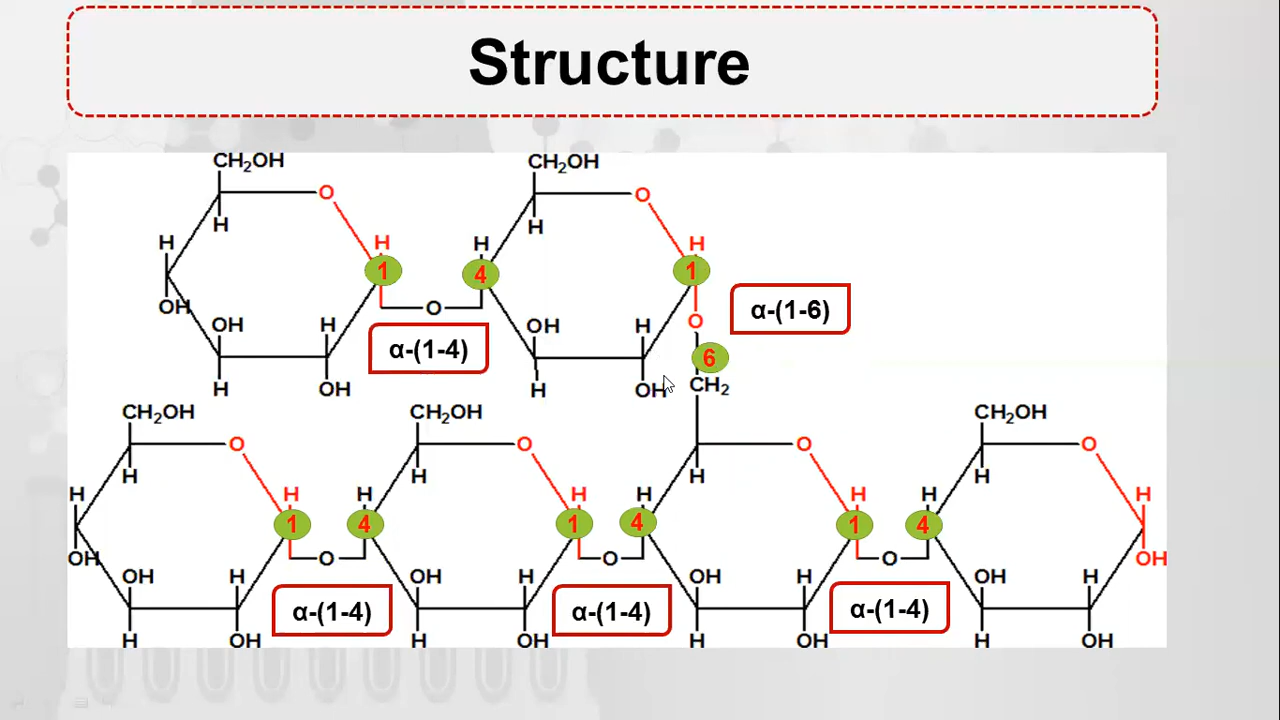 Structure
CH₂OH CH₂OH
O O
H H
H H H H
1 4 1
OH O O α-(1-6)
OH H OH H
α-(1-4) 6
H OH H OH CH₂
CH₂OH CH₂OH CH₂OH
O O O O
H H H H
H H H H H H H H
1 4 1 4 1 4
OH O O O OH
OH H OH H OH H OH H
α-(1-4) α-(1-4) α-(1-4)
H OH H OH H OH H OH